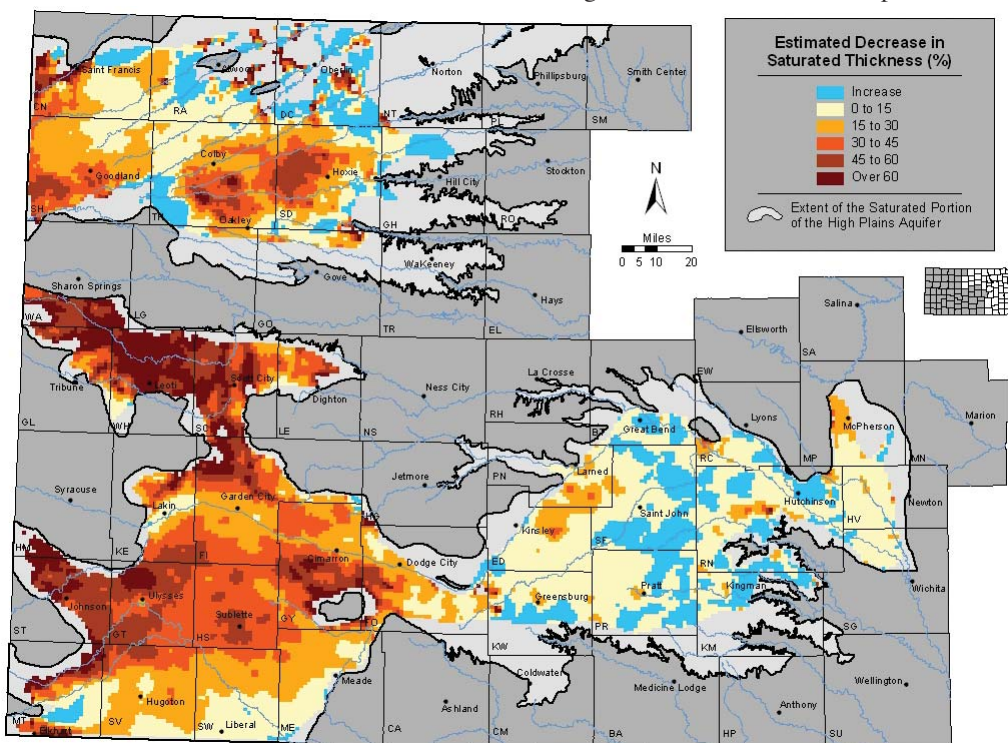 Estimated Decrease in
Saturated Thickness (%)
Increase
0 to 15
15 to 30
30 to 45
45 to 60
Over 60
Extent of the Saturated Portion
of the High Plains Aquifer
N
Miles
0 5 10 20
Saint Francis
Atwood
Oberlin
Norton
Phillipsburg
Smith Center
CN
RA
DC
NT
PL
SM
Goodland
Colby
Hoxie
Hill City
Stockton
SH
TH
Oakley
SD
GH
RO
Sharon Springs
Gove
WaKeeney
Hays
WA
LG
GO
TR
EL
Salina
Ellsworth
SA
Tribune
Leoti
Scott City
Dighton
Ness City
La Crosse
EW
Lyons
McPherson
Marion
GL
WH
SC
LE
NS
RH
BT
Great Bend
RC
MP
MN
Syracuse
Lakin
Garden City
Jetmore
PN
Larned
Saint John
Hutchinson
Newton
HM
KE
FI
Kinsley
SF
HV
Cimarron
Dodge City
ED
RN
Johnson
Ulysses
Sublette
Greensburg
Pratt
Kingman
Wichita
ST
GT
HS
GY
FO
KW
PR
KM
SG
Hugoton
Liberal
Meade
Coldwater
Medicine Lodge
Wellington
Ashland
Anthony
MT
Elkhart
SV
SW
ME
CA
CM
BA
HP
SU